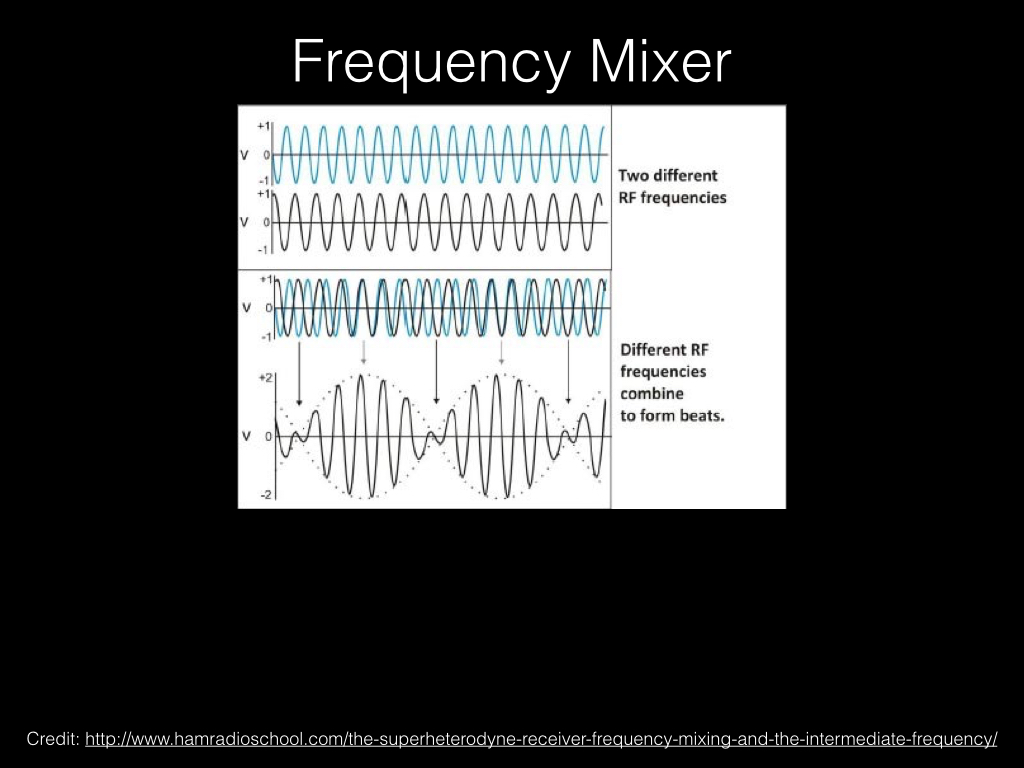 Frequency Mixer
+1
V 0
-1
+1
V 0
-1
Two different
RF frequencies
+1
V 0
-1
+2
V 0
-2
Different RF
frequencies
combine
to form beats.
Credit: http://www.hamradioschool.com/the-superheterodyne-receiver-frequency-mixing-and-the-intermediate-frequency/